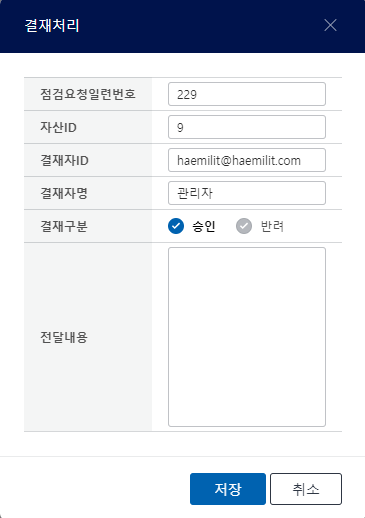 결재처리
점검요청일련번호 229
자산ID 9
결재자ID haemilit@haemilit.com
결재자명 관리자
결재구분 승인 반려
전달내용
저장 취소